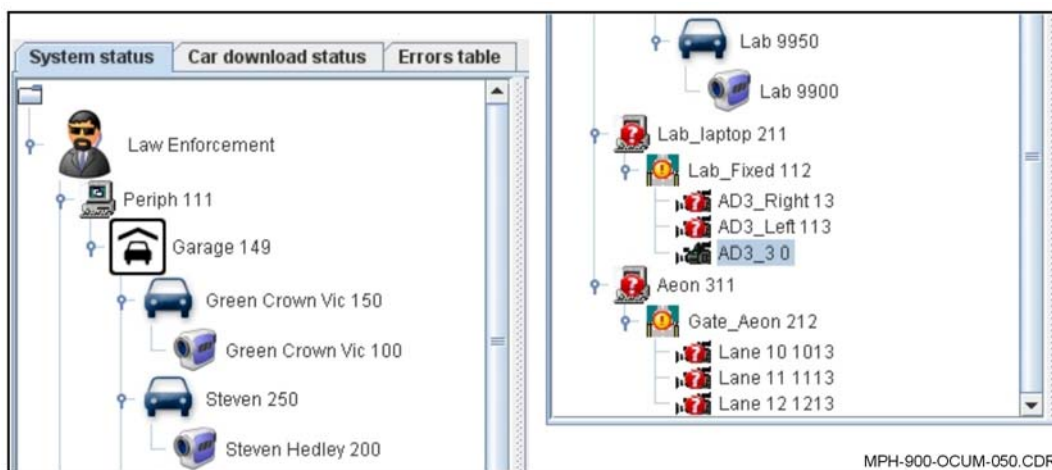 System status
Car download status
Errors table
Law Enforcement
Periph 111
Garage 149
Green Crown Vic 150
Green Crown Vic 100
Steven 250
Steven Hedley 200
Lab 9950
Lab 9900
Lab_laptop 211
Lab_Fixed 112
AD3_Right 13
AD3_Left 113
AD3_3 0
Aeon 311
Gate_Aeon 212
Lane 10 1013
Lane 11 1113
Lane 12 1213
MPH-900-OCUM-050.CDR